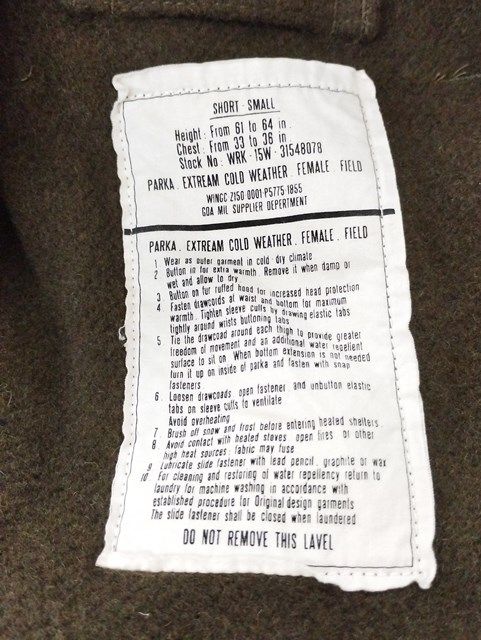 SHORT · SMALL
Height : From 61 to 64 in .
Chest : From 33 to 36 in
Stock No : WRK · 15W · 31548078
PARKA . EXTREAM COLD WEATHER . FEMALE . FIELD
WINGC 2150 0001·P5775 1855
GOA MIL SUPPLIER DEPERTMENT
PARKA . EXTREAM COLD WEATHER . FEMALE . FIELD
1 Wear as outer garment in cold · dry climate
2 Button in for extra warmth . Remove it when damp or
wet and allow to dry
3 Button on fur ruffed hood for increased head protection
4 Fasten drawcords at waist and bottom for maximum
warmth . Tighten sleeve cuffs by drawing elastic tabs
tightly around wrists buttoning tabs
5 Tie the drawcoad around each thigh to provide greater
freedom of movement and an additional water repellent
surface to sit on . When bottom extension is not needed
turn it up on inside of parka and fasten with snap
fasteners
6 . Loosen drawcoads . open fastener . and unbutton elastic
tabs on sleeve cuffs to ventilate
Avoid overheating
7 . Brush off snow and frost before entering heated shelters
8 . Avoid contact with heated stoves . open fires . or other
high heat sources · fabric may fuse
9 Lubricate slide fastener with lead pencil . graphite or wax
10 . For cleaning and restoring of water repellency return to
laundry for machine washing in accordance with
established procedure for Original design garments
The slide fastener shall be closed when laundered
DO NOT REMOVE THIS LAVEL